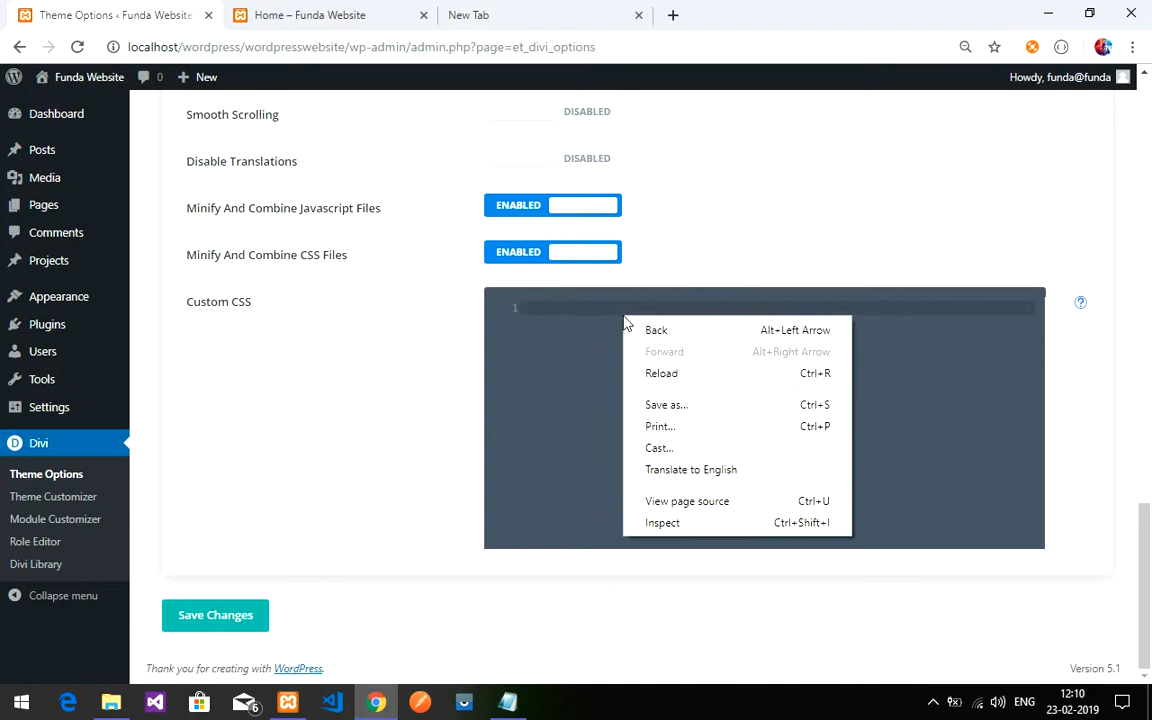 Theme Options ‹ Funda Website
Home – Funda Website
New Tab
localhost/wordpress/wordpresswebsite/wp-admin/admin.php?page=et_divi_options
Funda Website
0
New
Howdy, funda@funda
Dashboard
Posts
Media
Pages
Comments
Projects
Appearance
Plugins
Users
Tools
Settings
Divi
Theme Options
Theme Customizer
Module Customizer
Role Editor
Divi Library
Collapse menu
Smooth Scrolling
DISABLED
Disable Translations
DISABLED
Minify And Combine Javascript Files
ENABLED
Minify And Combine CSS Files
ENABLED
Custom CSS
1
?
Back Alt+Left Arrow
Forward Alt+Right Arrow
Reload Ctrl+R
Save as... Ctrl+S
Print... Ctrl+P
Cast...
Translate to English
View page source Ctrl+U
Inspect Ctrl+Shift+I
Save Changes
Thank you for creating with WordPress.
Version 5.1
6
ENG
12:10
23-02-2019